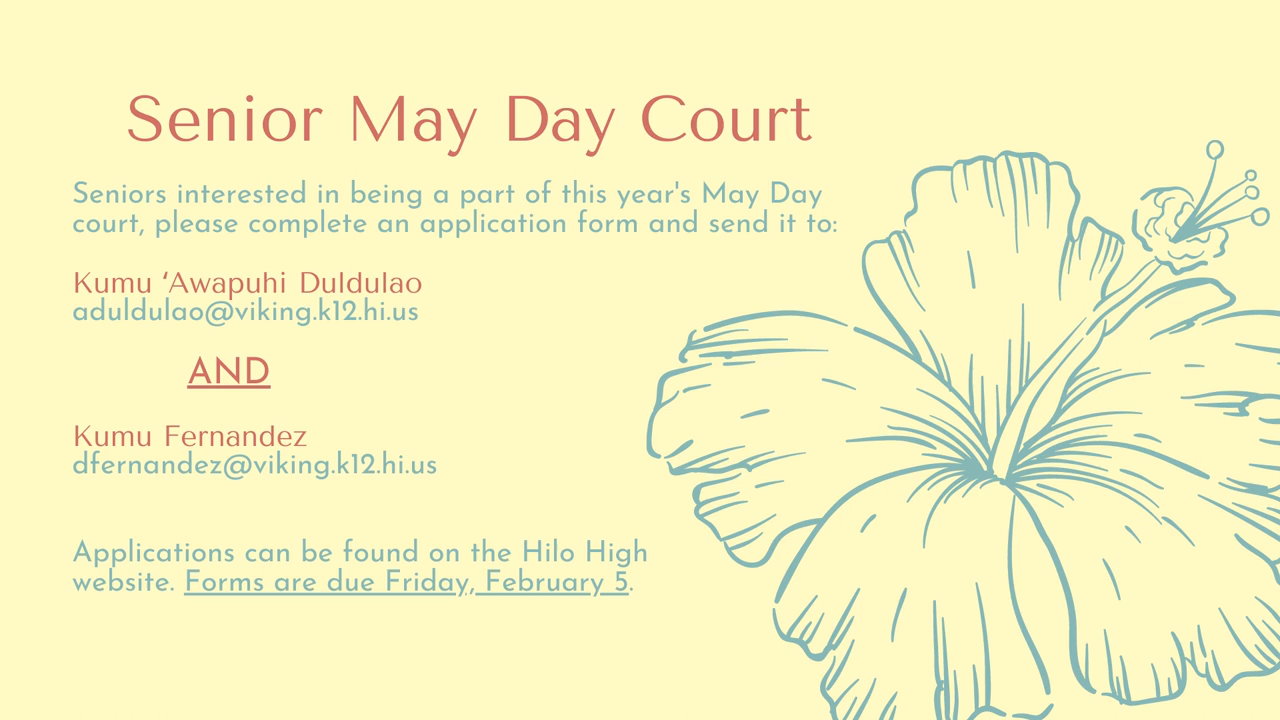 Senior May Day Court
Seniors interested in being a part of this year's May Day
court, please complete an application form and send it to:
Kumu ‘Awapuhi Duldulao
aduldulao@viking.k12.hi.us
AND
Kumu Fernandez
dfernandez@viking.k12.hi.us
Applications can be found on the Hilo High
website. Forms are due Friday, February 5.